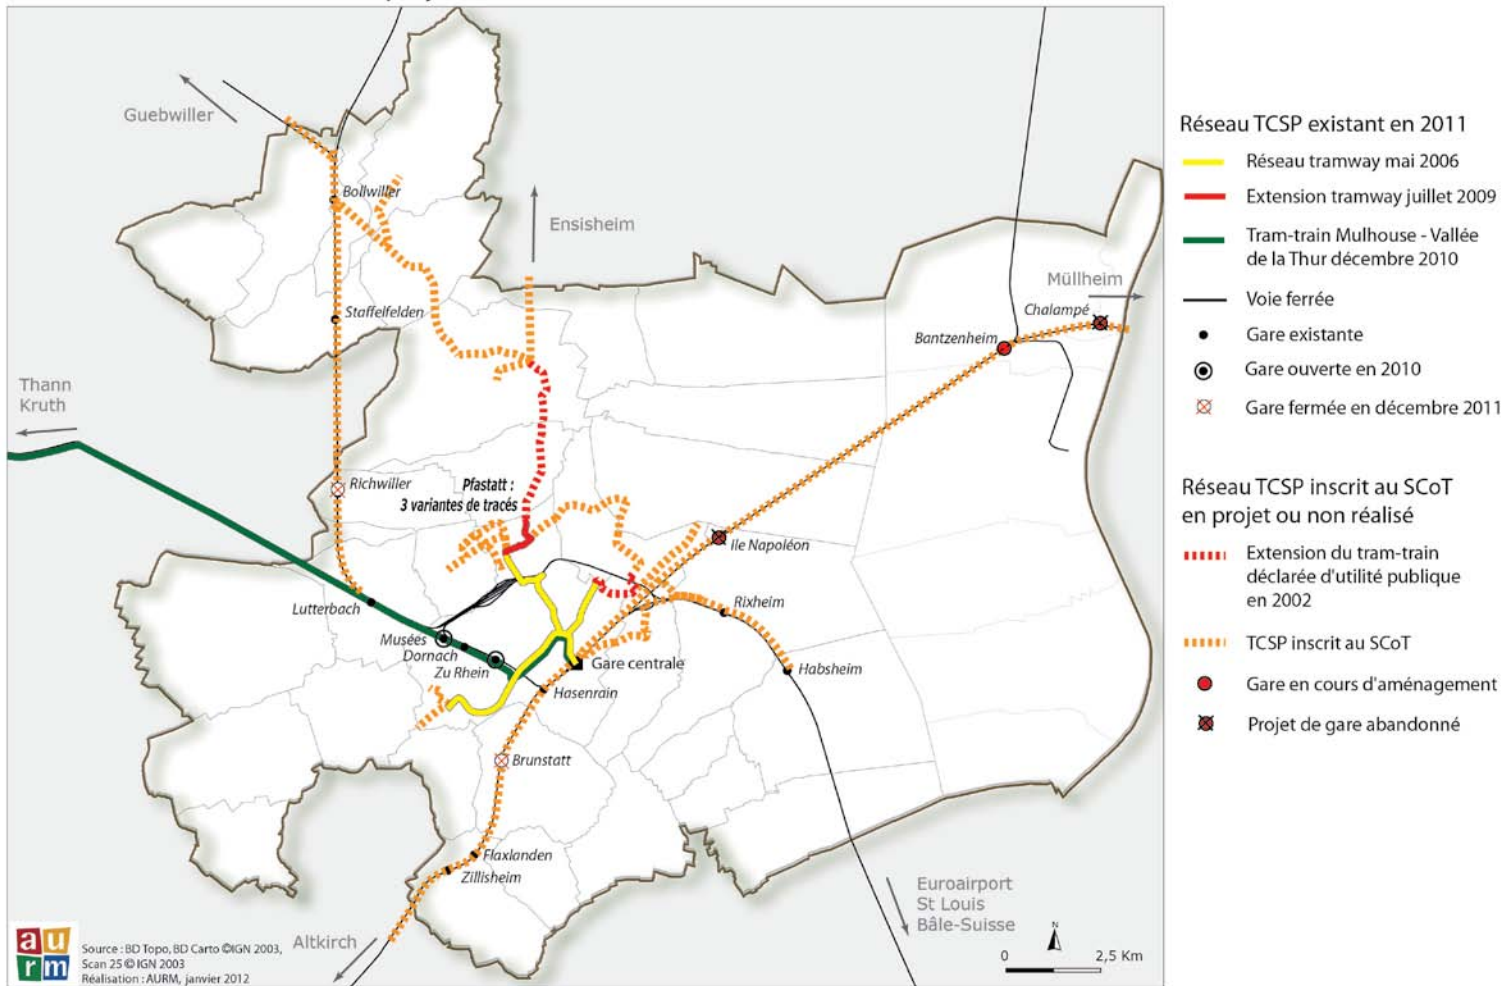 Guebwiller
Bollwiller
Ensisheim
Müllheim
Chalampé
Bantzenheim
Staffelfelden
Thann
Kruth
Richwiller
Pfastatt :
3 variantes de tracés
Ile Napoléon
Lutterbach
Rixheim
Musées
Dornach
Zu Rhein
Gare centrale
Habsheim
Hasenrain
Brunstatt
Flaxlanden
Zillisheim
Altkirch
Euroairport
St Louis
Bâle-Suisse
N
0 2,5 Km
au
rm
Source : BD Topo, BD Carto ©IGN 2003,
Scan 25 © IGN 2003
Réalisation : AURM, janvier 2012
Réseau TCSP existant en 2011
Réseau tramway mai 2006
Extension tramway juillet 2009
Tram-train Mulhouse - Vallée
de la Thur décembre 2010
Voie ferrée
Gare existante
Gare ouverte en 2010
Gare fermée en décembre 2011
Réseau TCSP inscrit au SCoT
en projet ou non réalisé
Extension du tram-train
déclarée d'utilité publique
en 2002
TCSP inscrit au SCoT
Gare en cours d'aménagement
Projet de gare abandonné